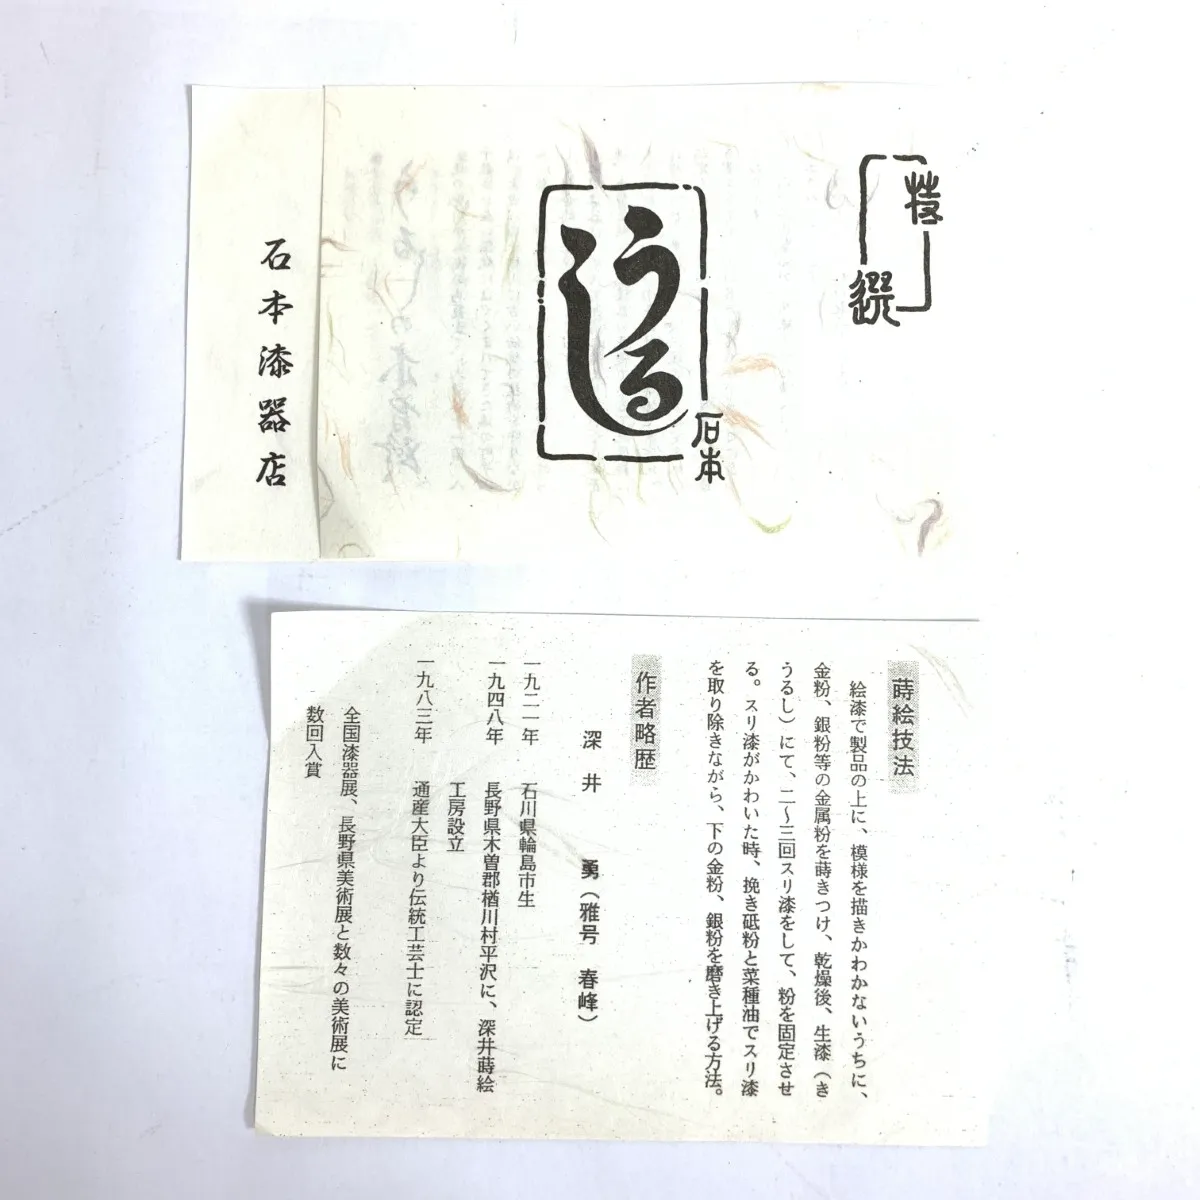 特選
うるし
石本
石本漆器店
蒔絵技法
絵漆で製品の上に、模様を描きかわかないうちに、
金粉、銀粉等の金属粉を蒔きつけ、乾燥後、生漆（き
うるし）にて、二〜三回スリ漆をして、粉を固定させ
る。スリ漆がかわいた時、挽き砥粉と菜種油でスリ漆
を取り除きながら、下の金粉、銀粉を磨き上げる方法。
作者略歴
深井 勇（雅号 春峰）
一九二一年 石川県輪島市生
一九四八年 長野県木曽郡楢川村平沢に、深井蒔絵
工房設立
一九八三年 通産大臣より伝統工芸士に認定
全国漆器展、長野県美術展と数々の美術展に
数回入賞